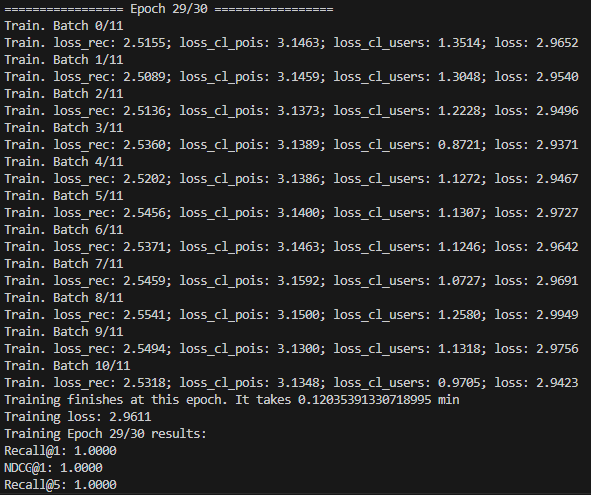 ================= Epoch 29/30 =================
Train. Batch 0/11
Train. loss_rec: 2.5155; loss_cl_pois: 3.1463; loss_cl_users: 1.3514; loss: 2.9652
Train. Batch 1/11
Train. loss_rec: 2.5089; loss_cl_pois: 3.1459; loss_cl_users: 1.3048; loss: 2.9540
Train. Batch 2/11
Train. loss_rec: 2.5136; loss_cl_pois: 3.1373; loss_cl_users: 1.2228; loss: 2.9496
Train. Batch 3/11
Train. loss_rec: 2.5360; loss_cl_pois: 3.1389; loss_cl_users: 0.8721; loss: 2.9371
Train. Batch 4/11
Train. loss_rec: 2.5202; loss_cl_pois: 3.1386; loss_cl_users: 1.1272; loss: 2.9467
Train. Batch 5/11
Train. loss_rec: 2.5456; loss_cl_pois: 3.1400; loss_cl_users: 1.1307; loss: 2.9727
Train. Batch 6/11
Train. loss_rec: 2.5371; loss_cl_pois: 3.1463; loss_cl_users: 1.1246; loss: 2.9642
Train. Batch 7/11
Train. loss_rec: 2.5459; loss_cl_pois: 3.1592; loss_cl_users: 1.0727; loss: 2.9691
Train. Batch 8/11
Train. loss_rec: 2.5541; loss_cl_pois: 3.1500; loss_cl_users: 1.2580; loss: 2.9949
Train. Batch 9/11
Train. loss_rec: 2.5494; loss_cl_pois: 3.1300; loss_cl_users: 1.1318; loss: 2.9756
Train. Batch 10/11
Train. loss_rec: 2.5318; loss_cl_pois: 3.1348; loss_cl_users: 0.9705; loss: 2.9423
Training finishes at this epoch. It takes 0.12035391330718995 min
Training loss: 2.9611
Training Epoch 29/30 results:
Recall@1: 1.0000
NDCG@1: 1.0000
Recall@5: 1.0000